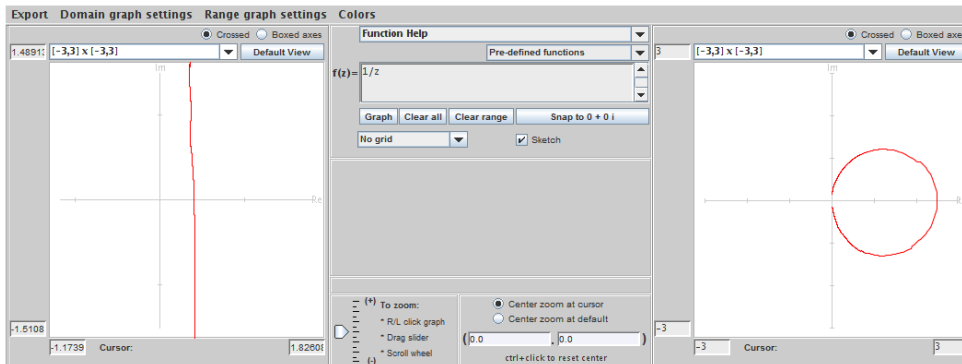 Export Domain graph settings Range graph settings Colors
Crossed Boxed axes
1.4891 [-3,3] x [-3,3] Default View
Im
Re
-1.5108
-1.1739 Cursor: 1.8260
Function Help
Pre-defined functions
f(z)= 1/z
Graph Clear all Clear range Snap to 0 + 0 i
No grid Sketch
(+) To zoom:
* R/L click graph
* Drag slider
* Scroll wheel
(-)
Center zoom at cursor
Center zoom at default
( 0.0 , 0.0 )
ctrl+click to reset center
Crossed Boxed axe
3 [-3,3] x [-3,3] Default View
Im
R
-3
-3 Cursor: 3